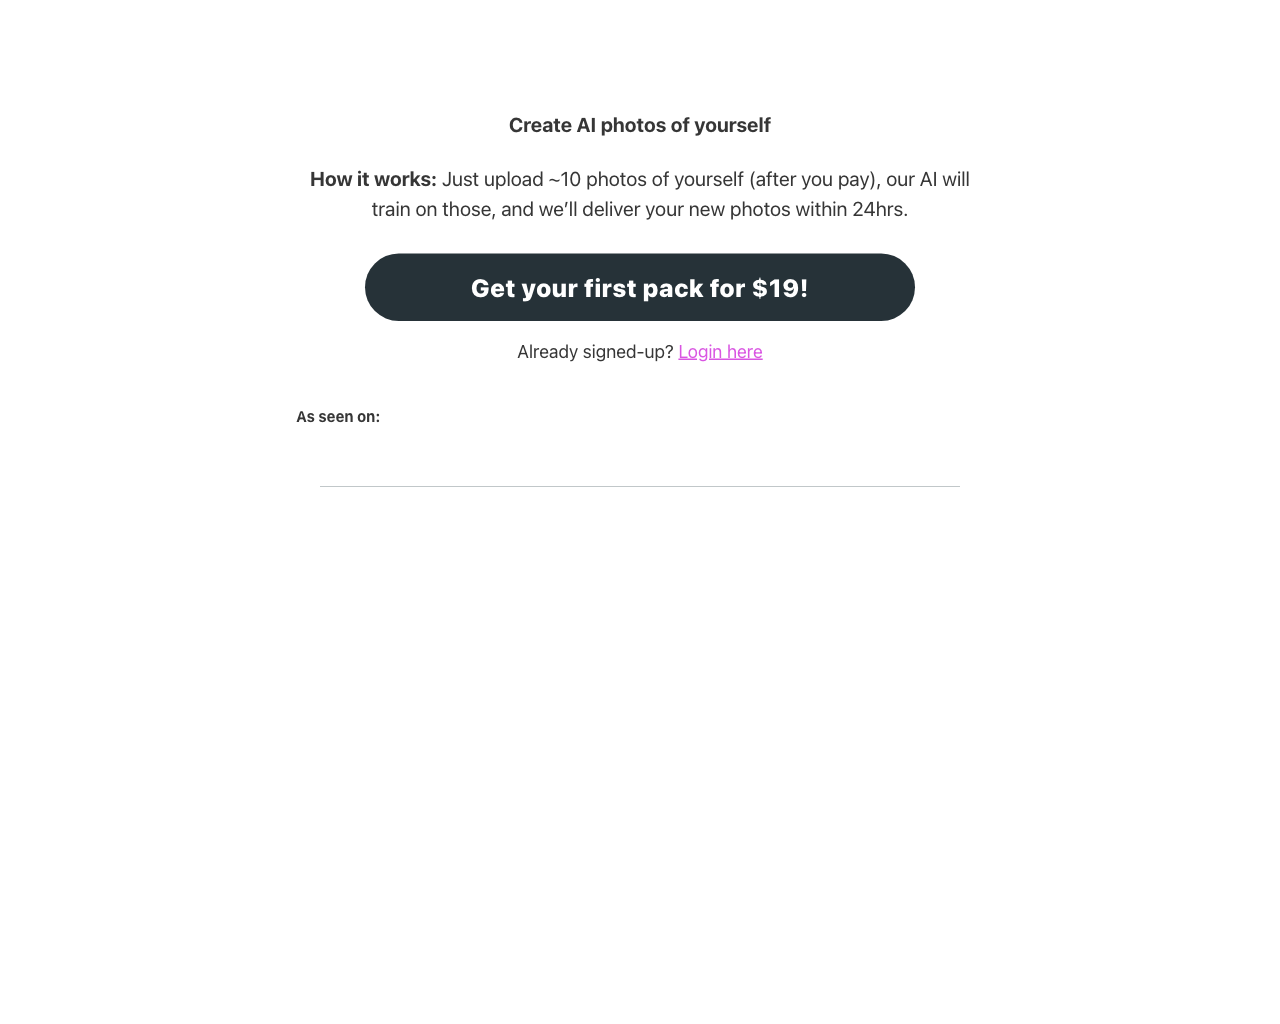 Create AI photos of yourself
How it works: Just upload ~10 photos of yourself (after you pay), our AI will
train on those, and we’ll deliver your new photos within 24hrs.
Get your first pack for $19!
Already signed-up? Login here
As seen on: